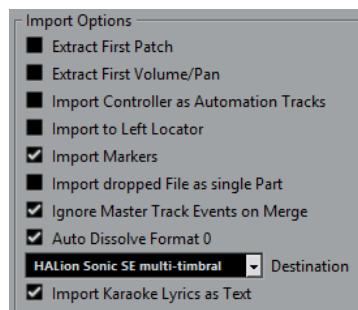 Import Options
Extract First Patch
Extract First Volume/Pan
Import Controller as Automation Tracks
Import to Left Locator
Import Markers
Import dropped File as single Part
Ignore Master Track Events on Merge
Auto Dissolve Format 0
HALion Sonic SE multi-timbral Destination
Import Karaoke Lyrics as Text